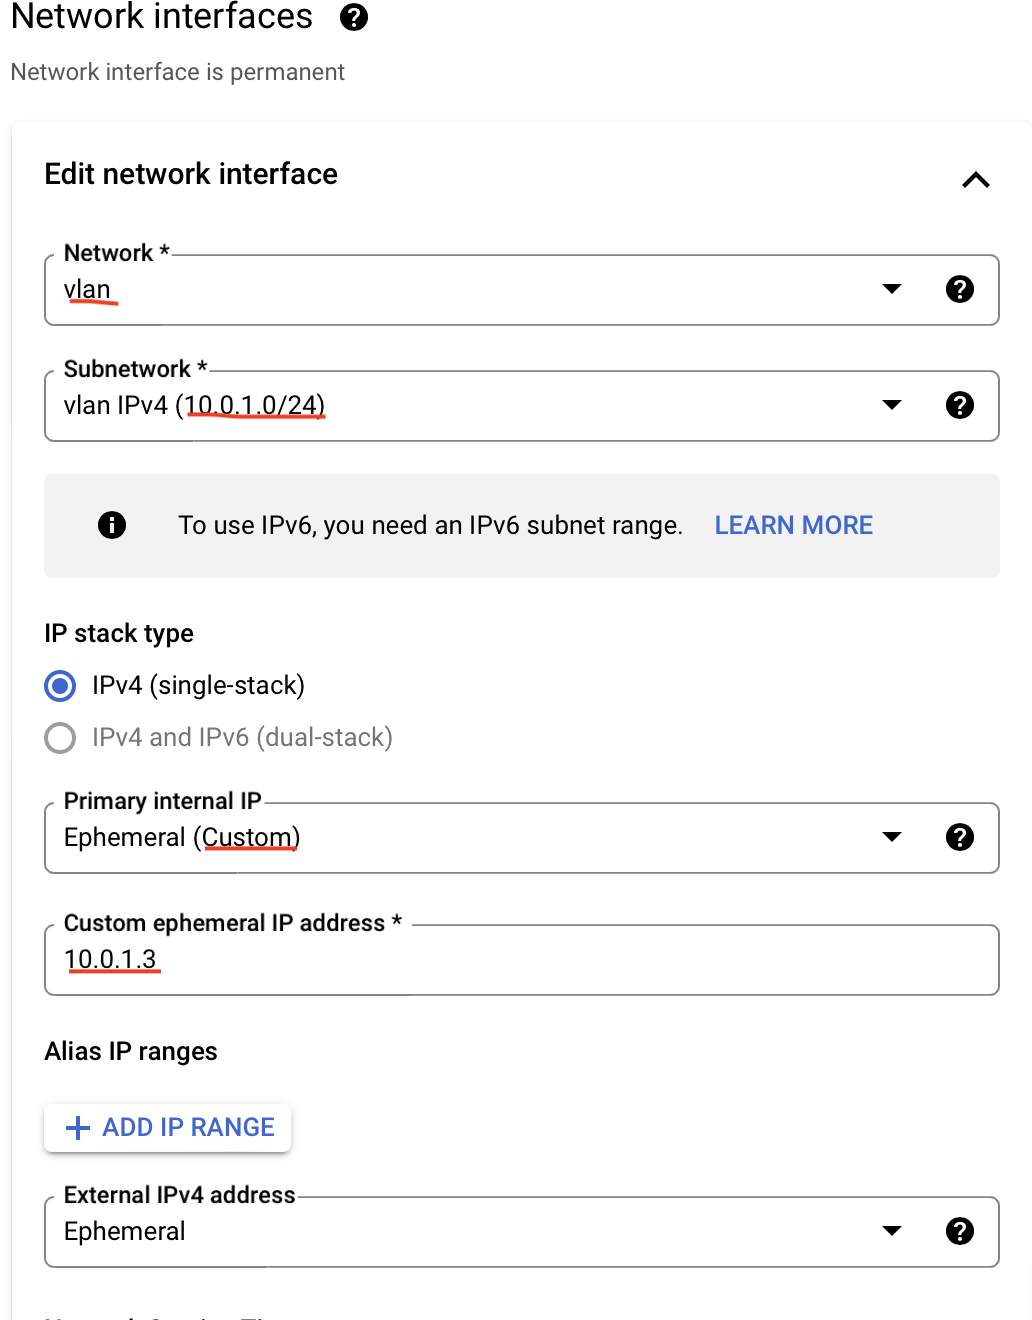 Network interfaces
Network interface is permanent
Edit network interface
Network *
vlan
Subnetwork *
vlan IPv4 (10.0.1.0/24)
To use IPv6, you need an IPv6 subnet range. LEARN MORE
IP stack type
IPv4 (single-stack)
IPv4 and IPv6 (dual-stack)
Primary internal IP
Ephemeral (Custom)
Custom ephemeral IP address *
10.0.1.3
Alias IP ranges
ADD IP RANGE
External IPv4 address
Ephemeral